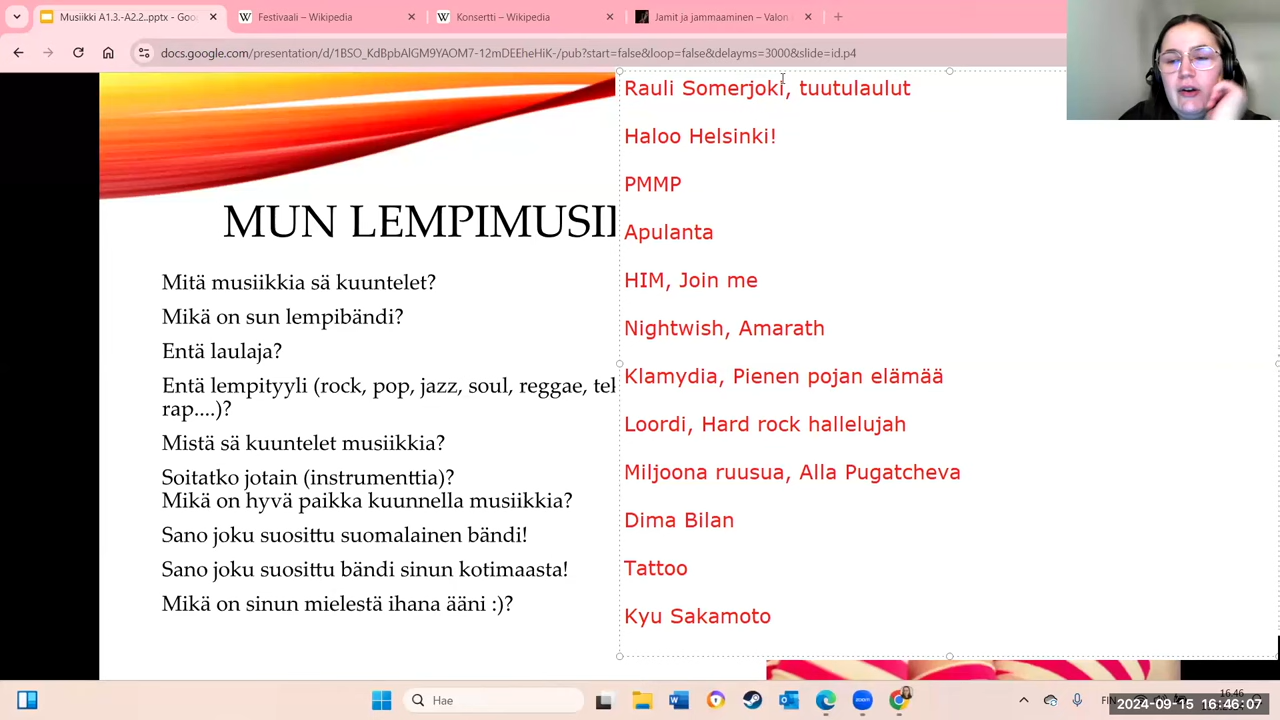 Musiikki A1.3.-A2.2..pptx - Goo
Festivaali – Wikipedia
Konsertti – Wikipedia
Jamit ja jammaaminen – Valon
docs.google.com/presentation/d/1BSO_KdBpbAlGM9YAOM7-12mDEEheHiK-/pub?start=false&loop=false&delayms=3000&slide=id.p4
MUN LEMPIMUSII
Mitä musiikkia sä kuuntelet?
Mikä on sun lempibändi?
Entä laulaja?
Entä lempityyli (rock, pop, jazz, soul, reggae, tek
rap....)?
Mistä sä kuuntelet musiikkia?
Soitatko jotain (instrumenttia)?
Mikä on hyvä paikka kuunnella musiikkia?
Sano joku suosittu suomalainen bändi!
Sano joku suosittu bändi sinun kotimaasta!
Mikä on sinun mielestä ihana ääni :)?
Rauli Somerjoki, tuutulaulut
Haloo Helsinki!
PMMP
Apulanta
HIM, Join me
Nightwish, Amarath
Klamydia, Pienen pojan elämää
Loordi, Hard rock hallelujah
Miljoona ruusua, Alla Pugatcheva
Dima Bilan
Tattoo
Kyu Sakamoto
Hae
FIN
16.46
2024-09-15 16:46:07